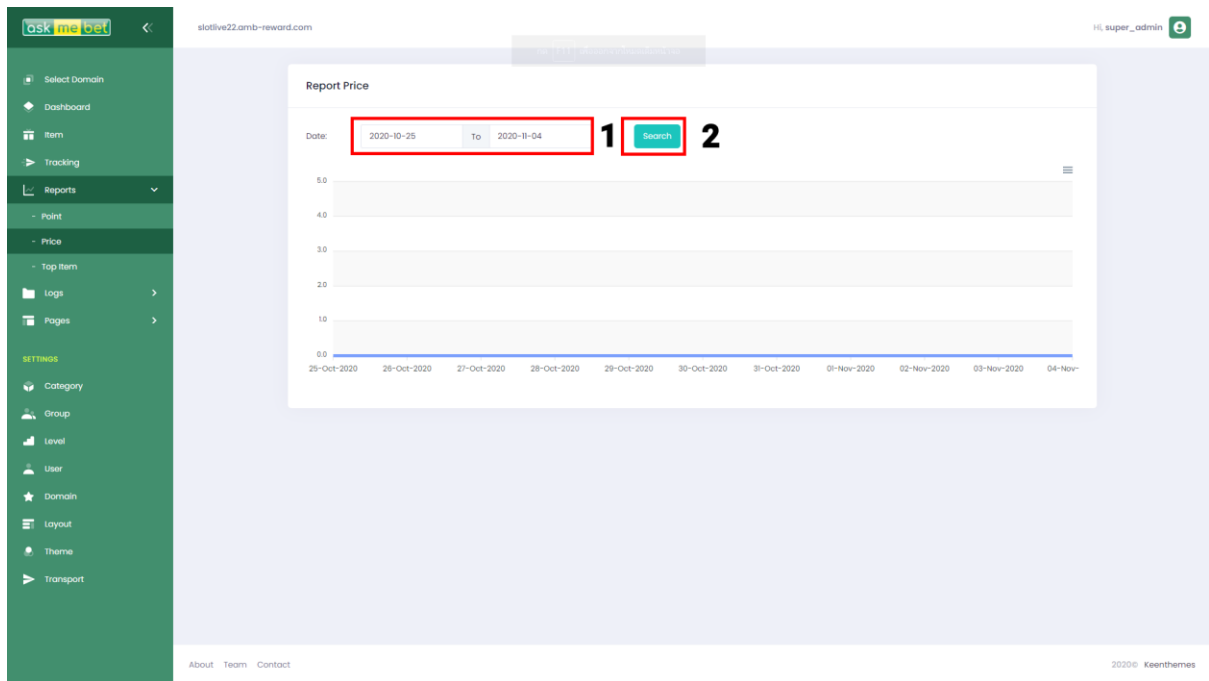 ask me bet
slotlive22.amb-reward.com
Hi, super_admin
Select Domain
Dashboard
Item
Tracking
Reports
- Point
- Price
- Top Item
Logs
Pages
SETTINGS
Category
Group
Level
User
Domain
Layout
Theme
Transport
Report Price
Date: 2020-10-25 To 2020-11-04 1 Search 2
5.0
4.0
3.0
2.0
1.0
0.0
25-Oct-2020 26-Oct-2020 27-Oct-2020 28-Oct-2020 29-Oct-2020 30-Oct-2020 31-Oct-2020 01-Nov-2020 02-Nov-2020 03-Nov-2020 04-Nov-
About Team Contact
2020© Keenthemes